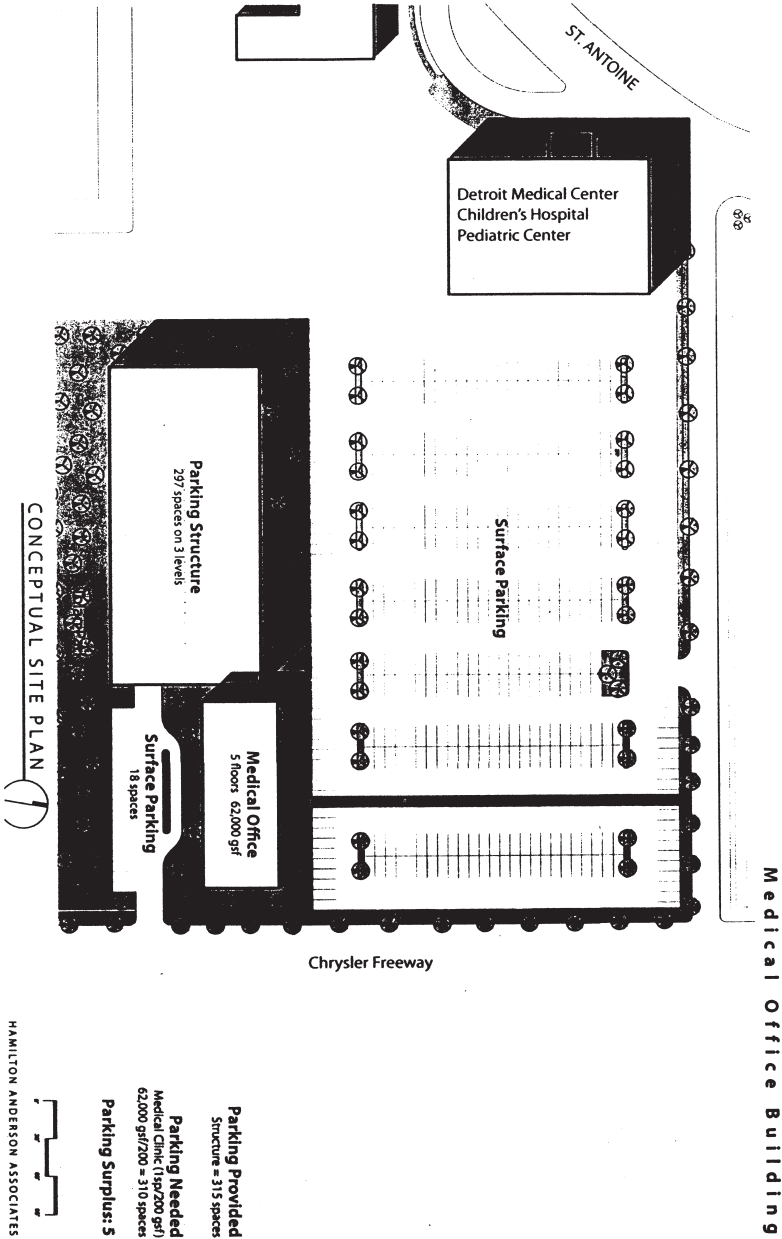 Medical Office Building
ST. ANTOINE
Detroit Medical Center
Children's Hospital
Pediatric Center
Surface Parking
Parking Structure
297 spaces on 3 levels
Medical Office
5 floors 62,000 gsf
Surface Parking
18 spaces
Chrysler Freeway
CONCEPTUAL SITE PLAN
Parking Provided
Structure = 315 spaces
Parking Needed
Medical Clinic (1sp/200 gsf)
62,000 gsf/200 = 310 spaces
Parking Surplus: 5
HAMILTON ANDERSON ASSOCIATES